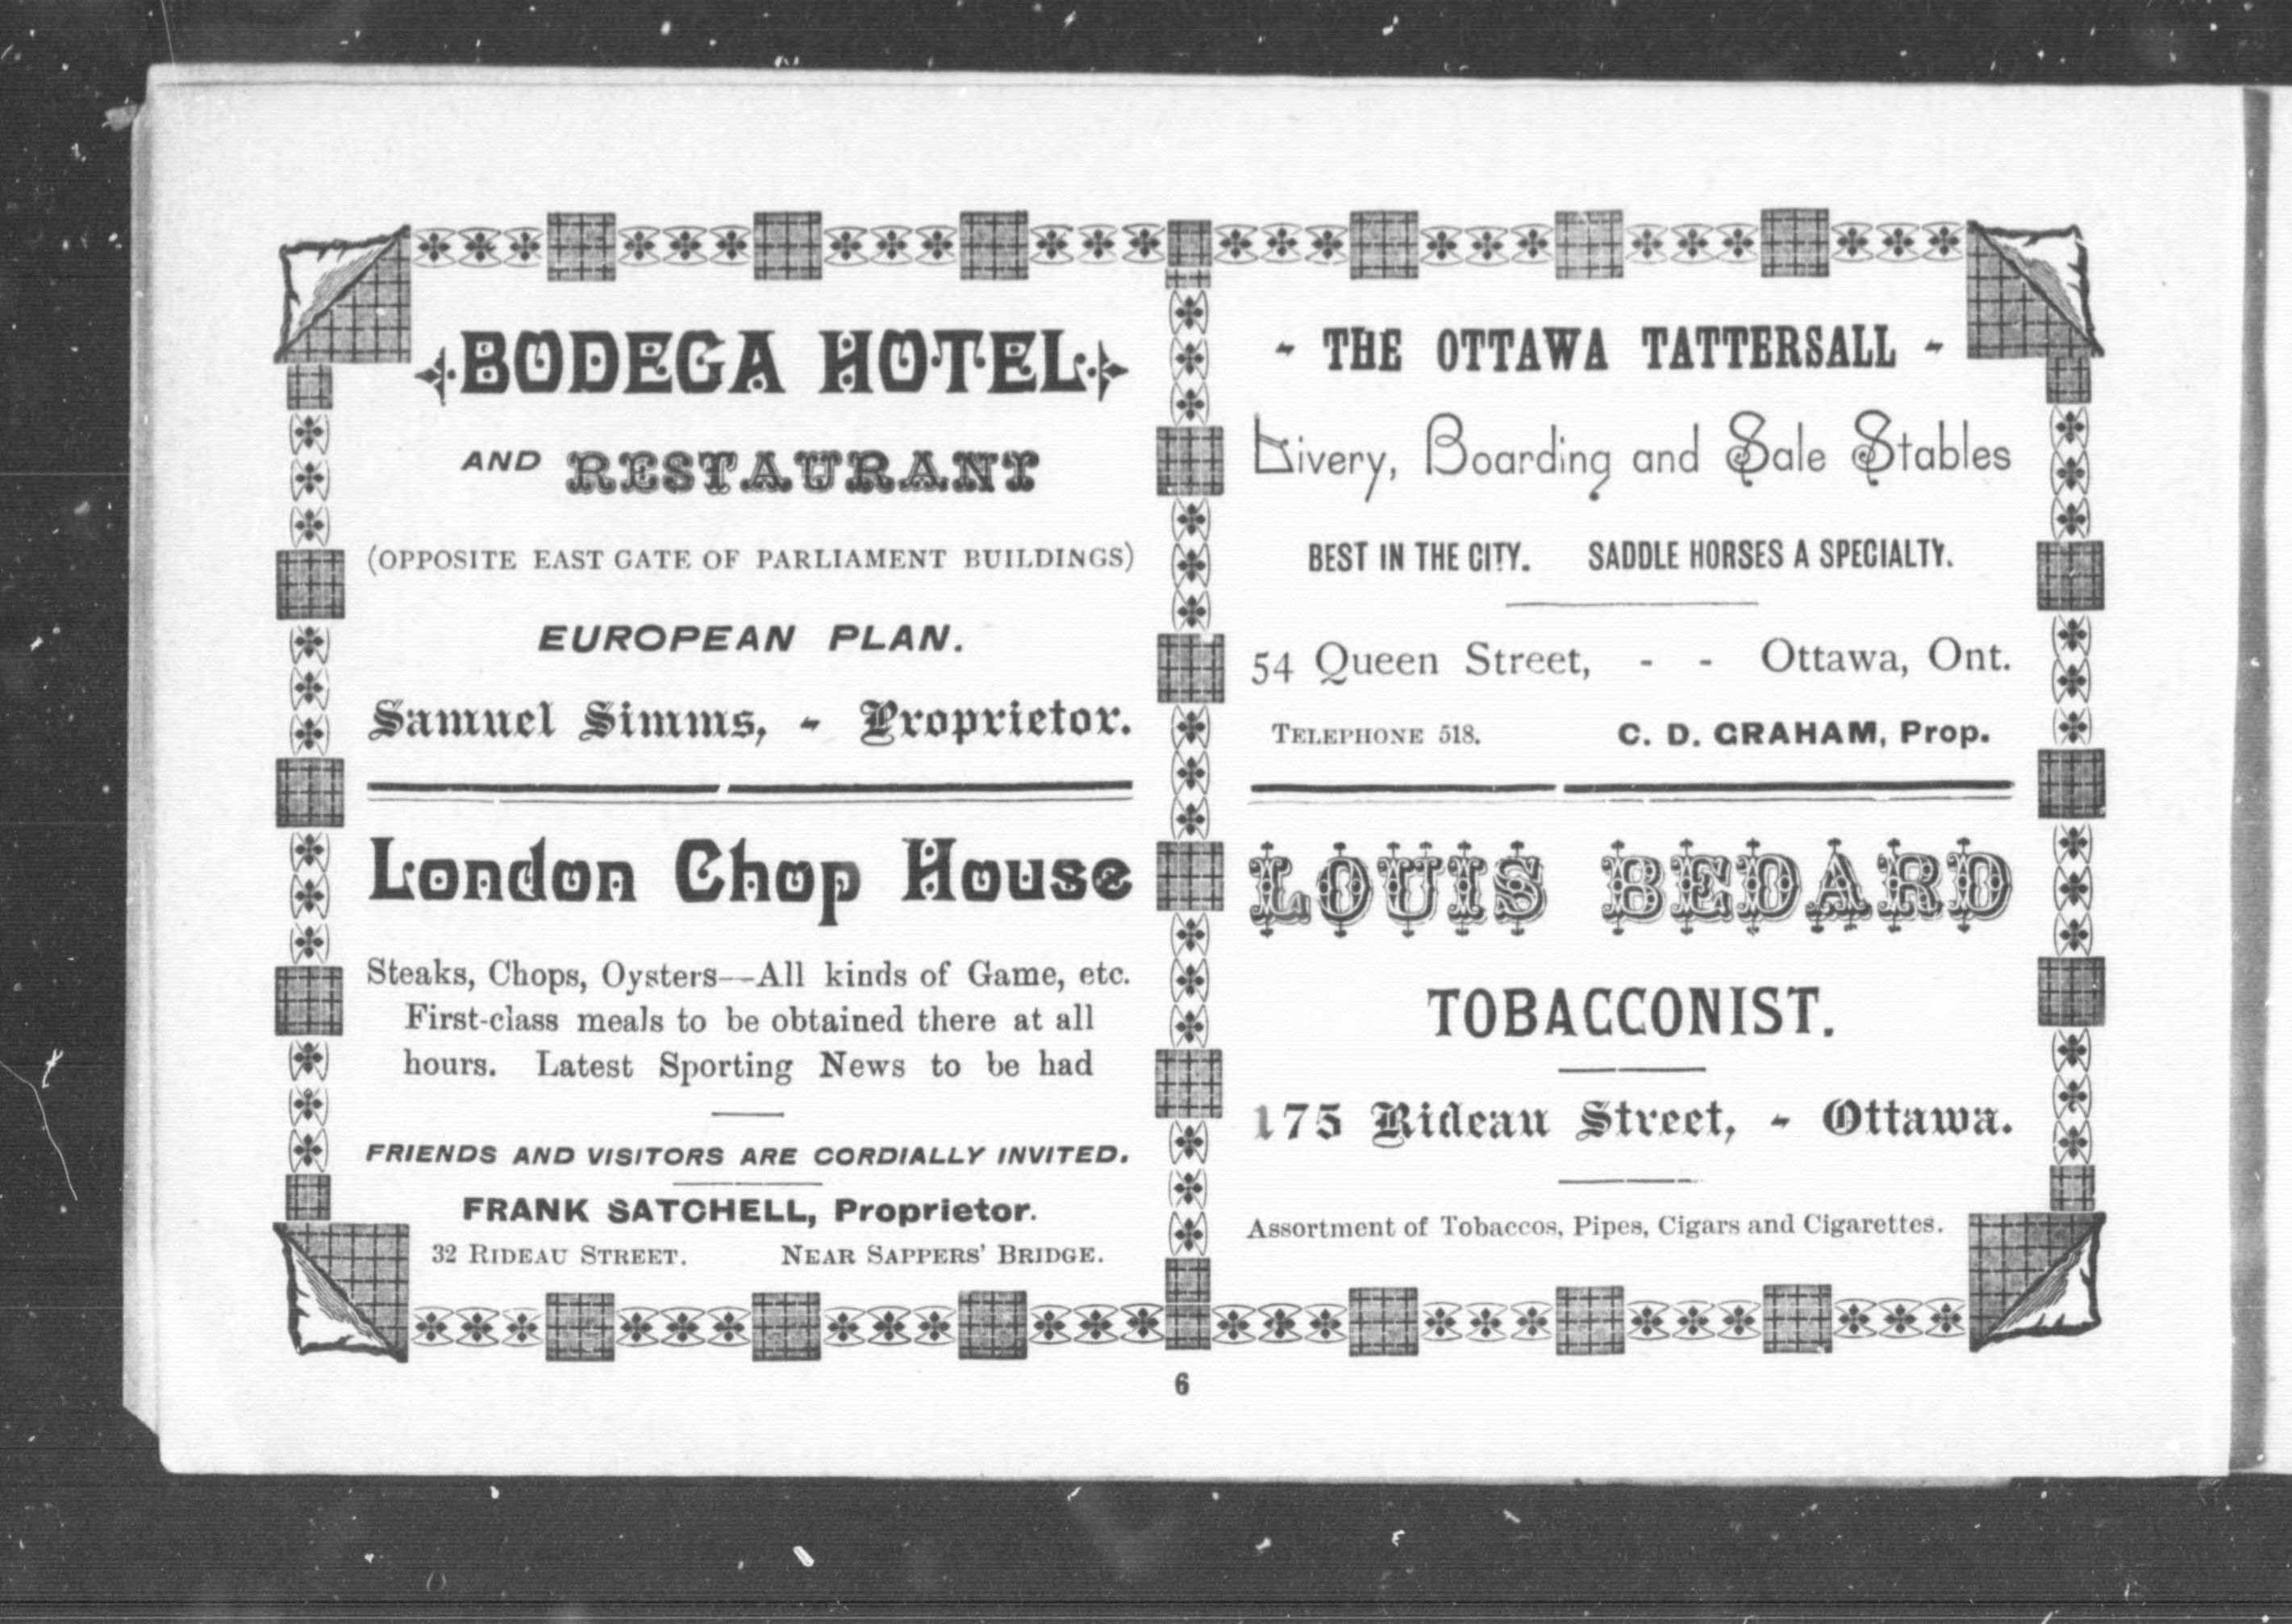 BODEGA HOTEL
AND RESTAURANT
(OPPOSITE EAST GATE OF PARLIAMENT BUILDINGS)
EUROPEAN PLAN.
Samuel Simms, - Proprietor.
London Chop House
Steaks, Chops, Oysters—All kinds of Game, etc.
First-class meals to be obtained there at all
hours. Latest Sporting News to be had
FRIENDS AND VISITORS ARE CORDIALLY INVITED.
FRANK SATCHELL, Proprietor.
32 RIDEAU STREET. NEAR SAPPERS' BRIDGE.
- THE OTTAWA TATTERSALL -
Livery, Boarding and Sale Stables
BEST IN THE CITY. SADDLE HORSES A SPECIALTY.
54 Queen Street, - - Ottawa, Ont.
TELEPHONE 518. C. D. GRAHAM, Prop.
LOUIS BEDARD
TOBACCONIST.
175 Rideau Street, - Ottawa.
Assortment of Tobaccos, Pipes, Cigars and Cigarettes.
6